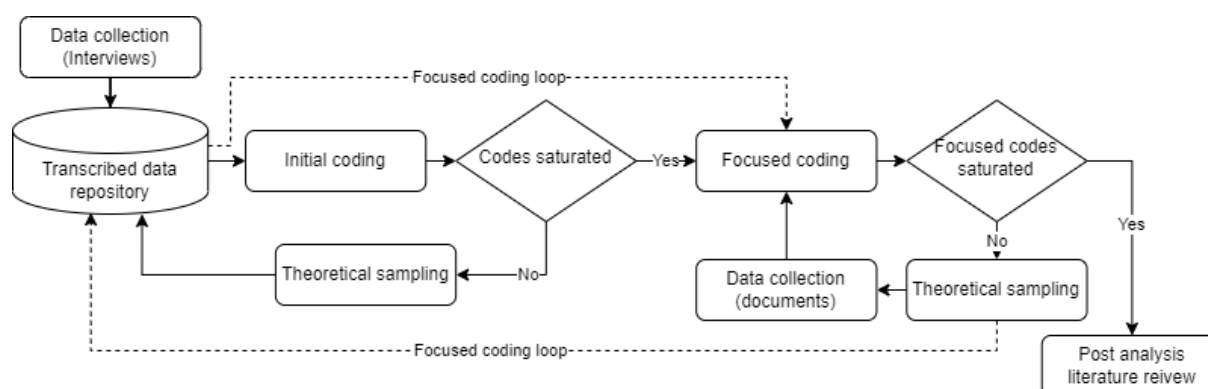 Data collection
(Interviews)
Focused coding loop
Transcribed data
repository
Initial coding
Codes saturated
Yes
Focused coding
Focused codes
saturated
Yes
No
Theoretical sampling
No
Data collection
(documents)
Theoretical sampling
Focused coding loop
Post analysis
literature reivew